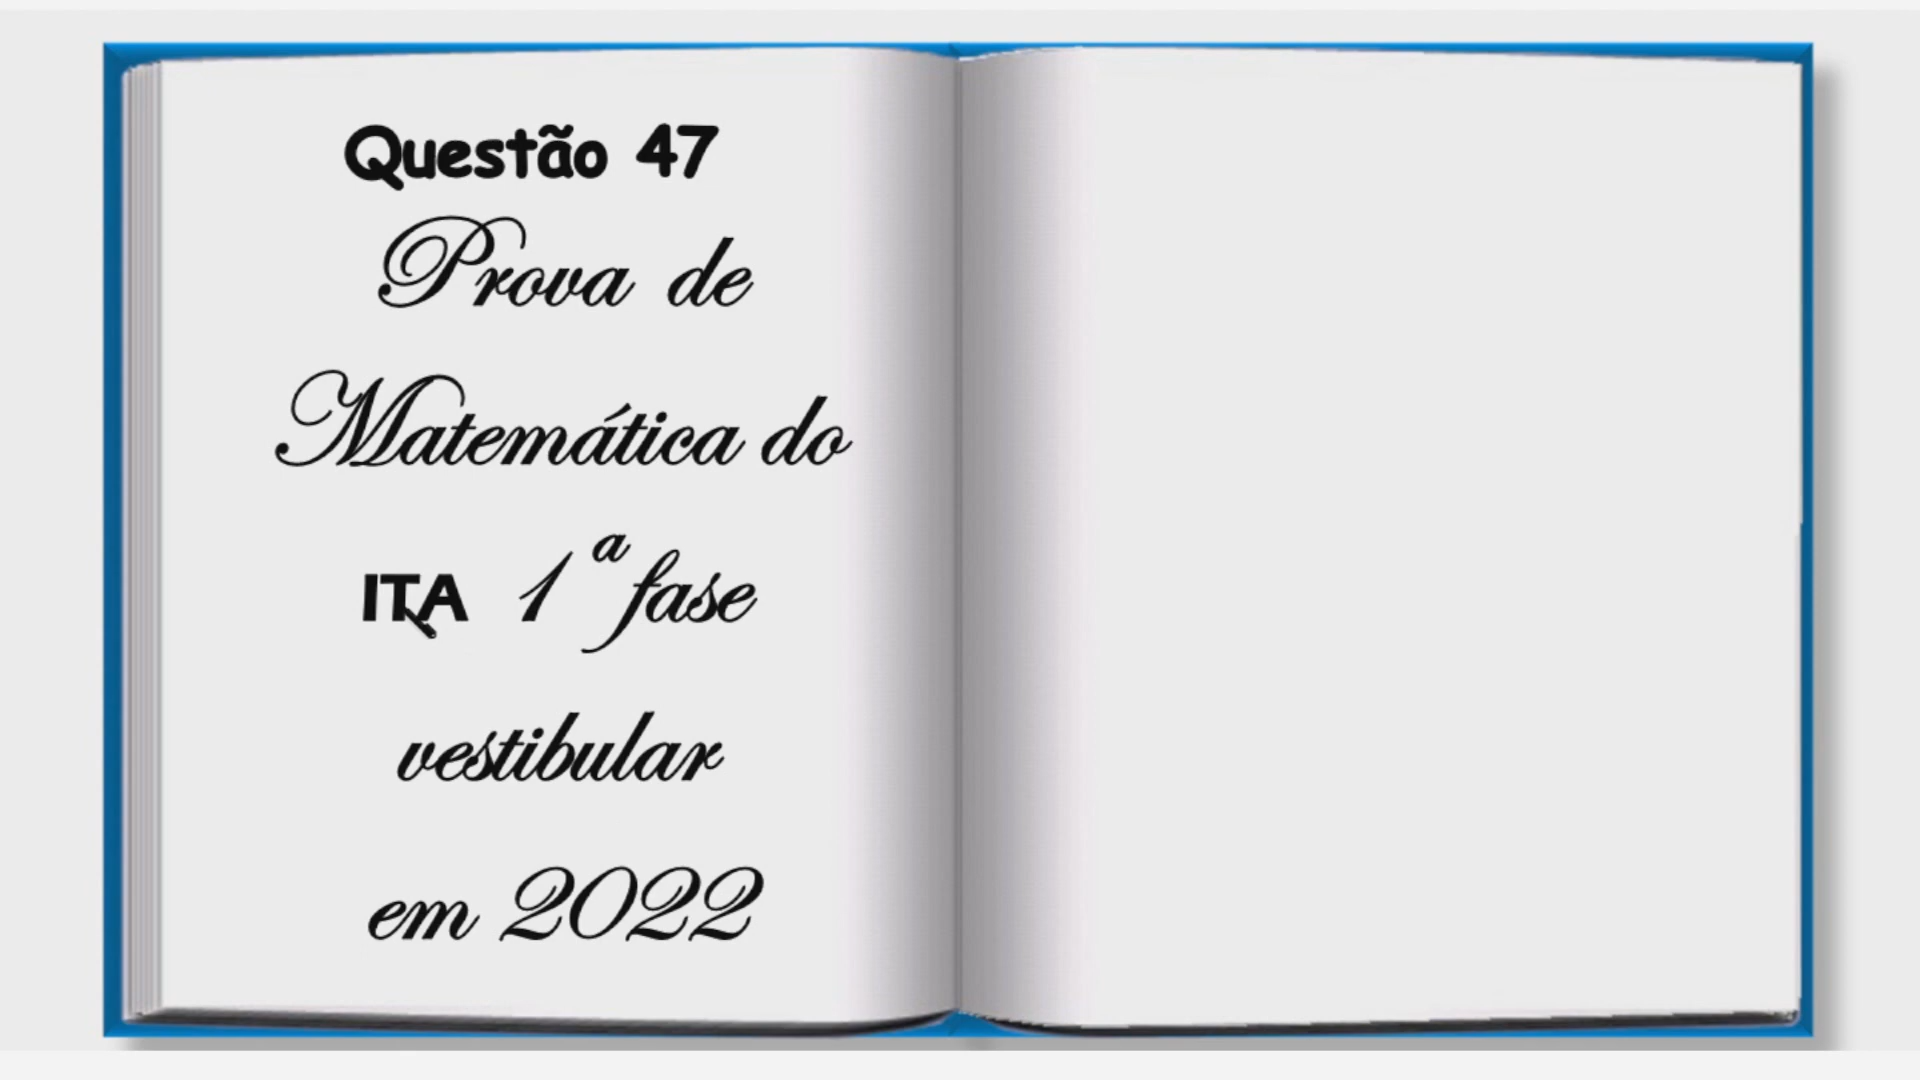 Questão 47
Prova de
Matemática do
ITA 1ª fase
vestibular
em 2022